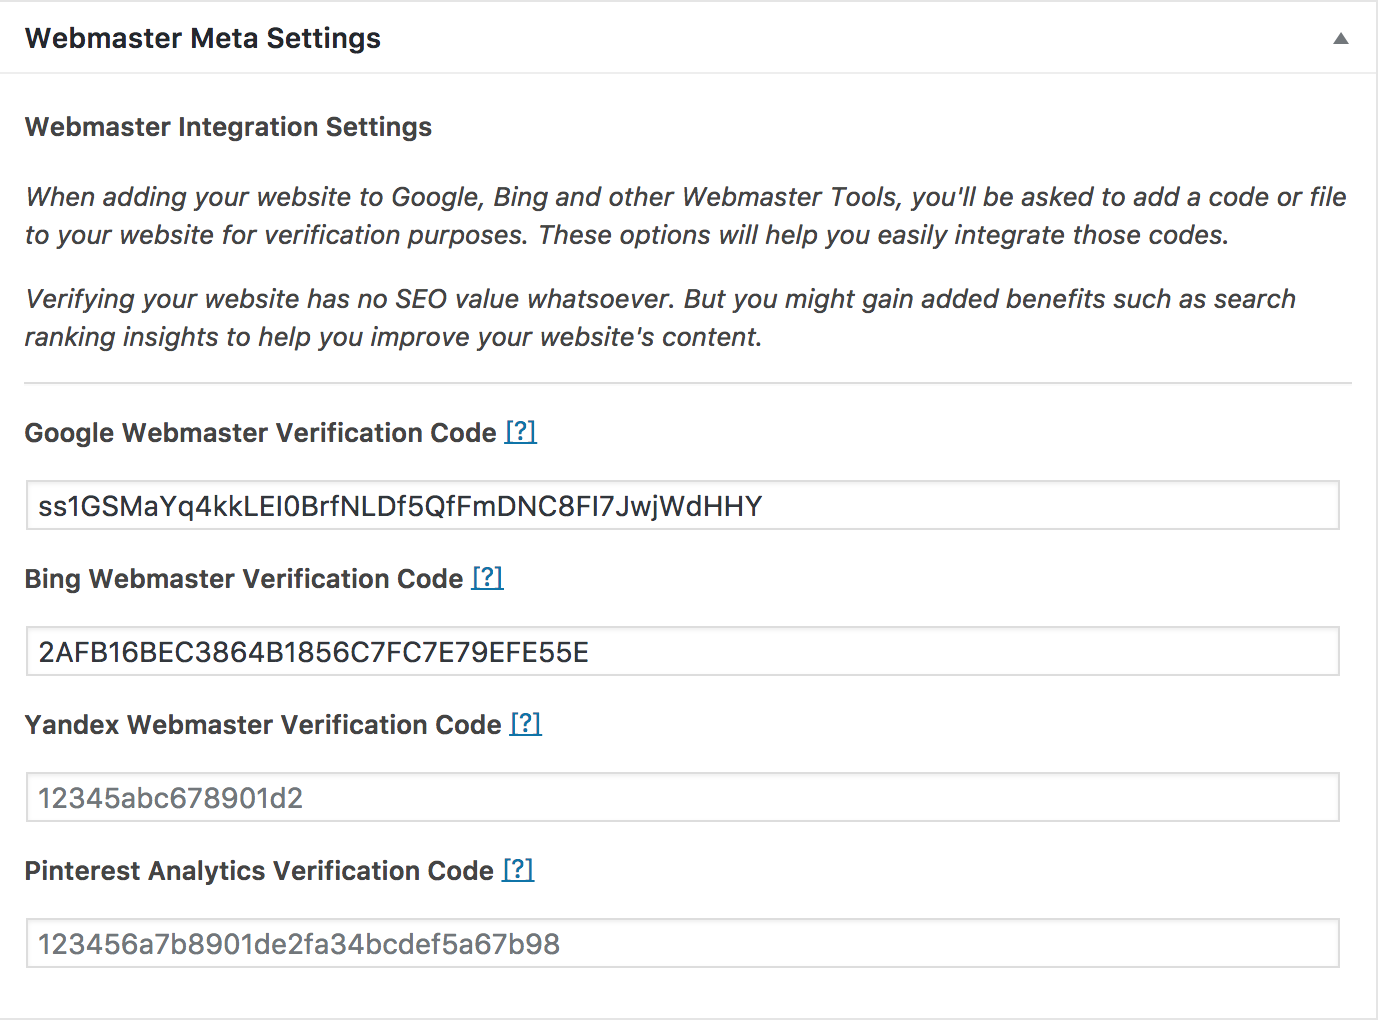 Webmaster Meta Settings
Webmaster Integration Settings
When adding your website to Google, Bing and other Webmaster Tools, you'll be asked to add a code or file
to your website for verification purposes. These options will help you easily integrate those codes.
Verifying your website has no SEO value whatsoever. But you might gain added benefits such as search
ranking insights to help you improve your website's content.
Google Webmaster Verification Code [?]
ss1GSMaYq4kkLEI0BrfNLDf5QfFmDNC8FI7JwjWdHHY
Bing Webmaster Verification Code [?]
2AFB16BEC3864B1856C7FC7E79EFE55E
Yandex Webmaster Verification Code [?]
12345abc678901d2
Pinterest Analytics Verification Code [?]
123456a7b8901de2fa34bcdef5a67b98